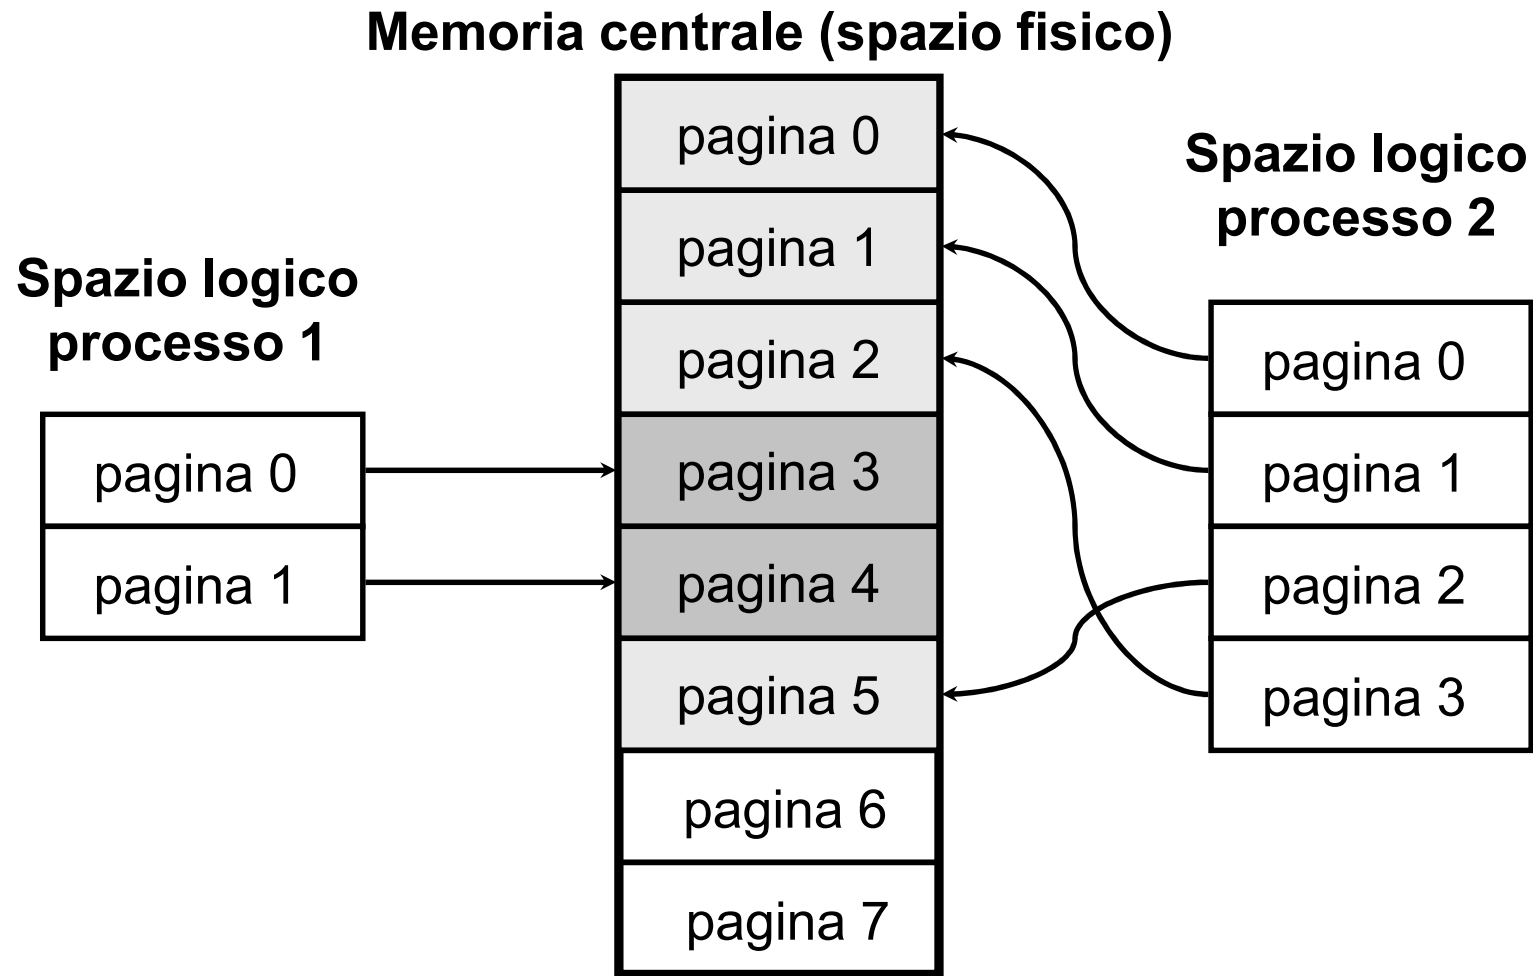 Memoria centrale (spazio fisico)
Spazio logico
processo 1
pagina 0
pagina 1
pagina 0
pagina 1
pagina 2
pagina 3
pagina 4
pagina 5
pagina 6
pagina 7
Spazio logico
processo 2
pagina 0
pagina 1
pagina 2
pagina 3